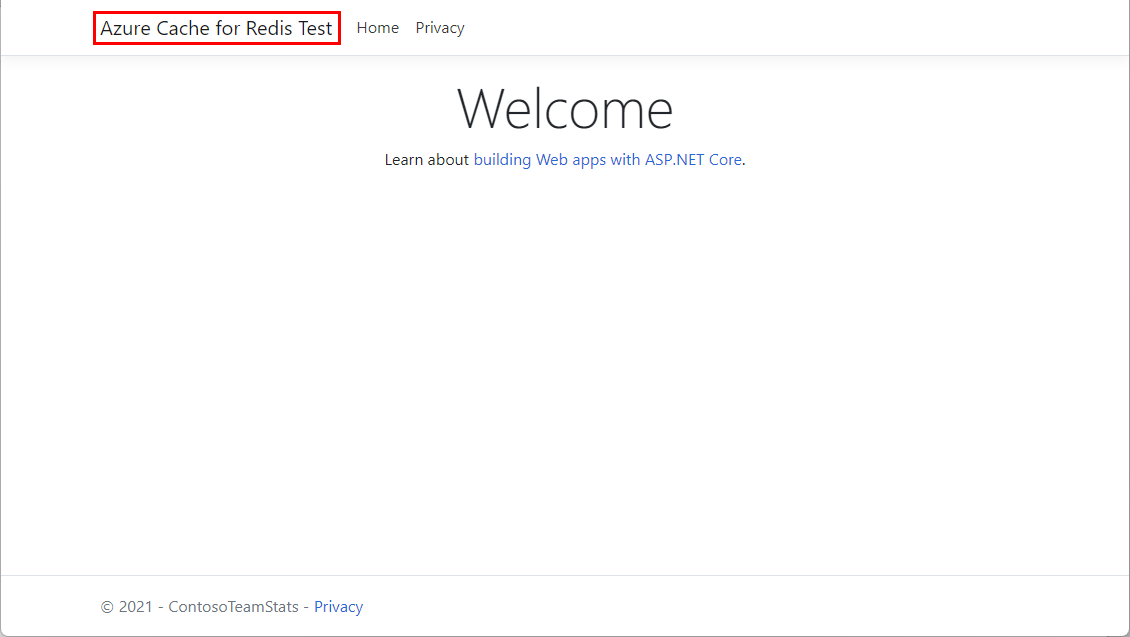 Azure Cache for Redis Test Home Privacy
Welcome
Learn about building Web apps with ASP.NET Core.
© 2021 - ContosoTeamStats - Privacy